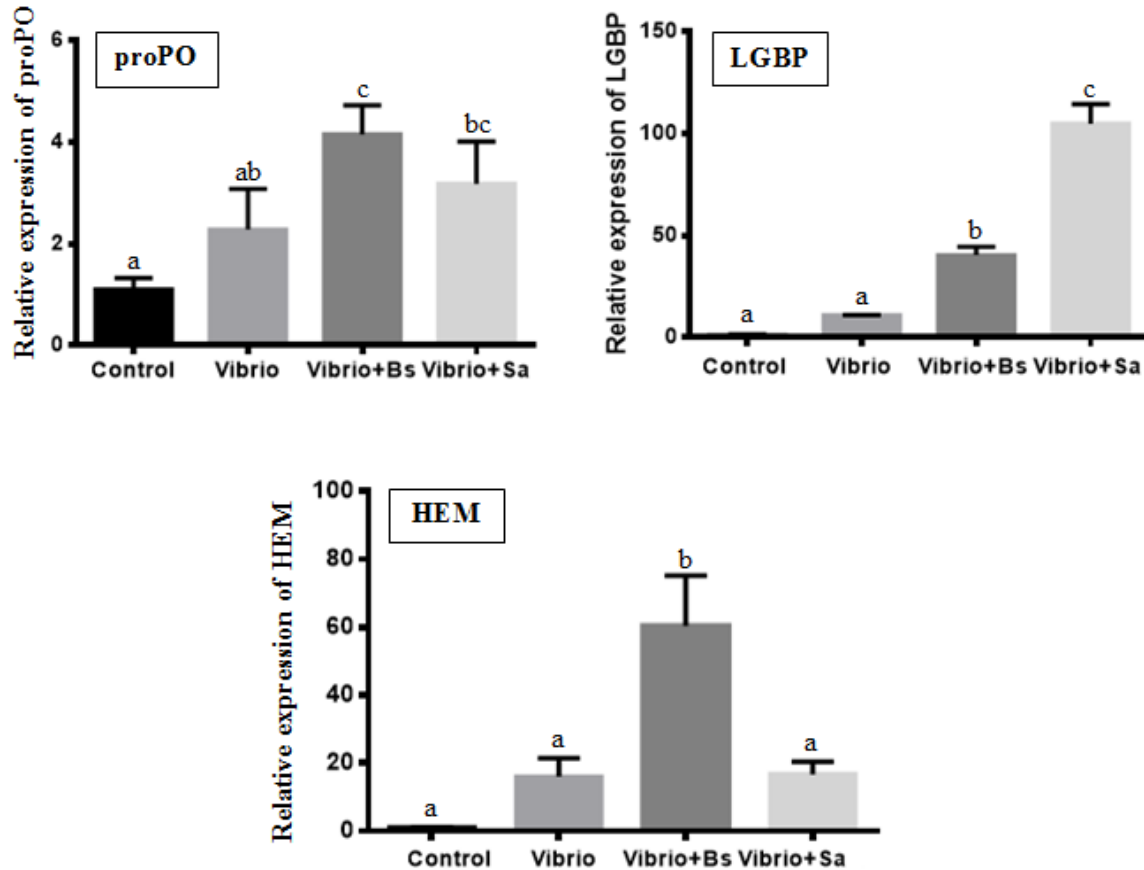 proPO
Relative expression of proPO
6
4
2
0
a
ab
c
bc
Control Vibrio Vibrio+Bs Vibrio+Sa
LGBP
Relative expression of LGBP
150
100
50
0
a
a
b
c
Control Vibrio Vibrio+Bs Vibrio+Sa
HEM
Relative expression of HEM
100
80
60
40
20
0
a
a
b
a
Control Vibrio Vibrio+Bs Vibrio+Sa